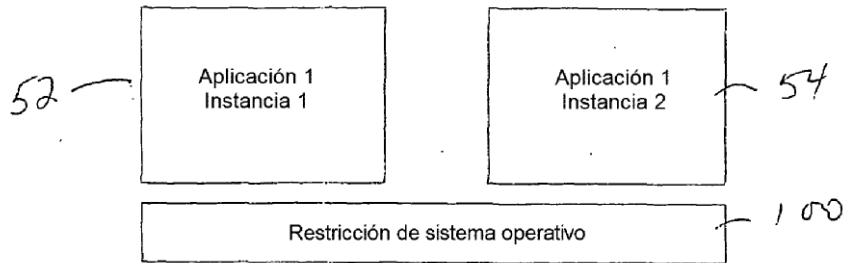 52
Aplicación 1
Instancia 1
Aplicación 1
Instancia 2
54
Restricción de sistema operativo
100